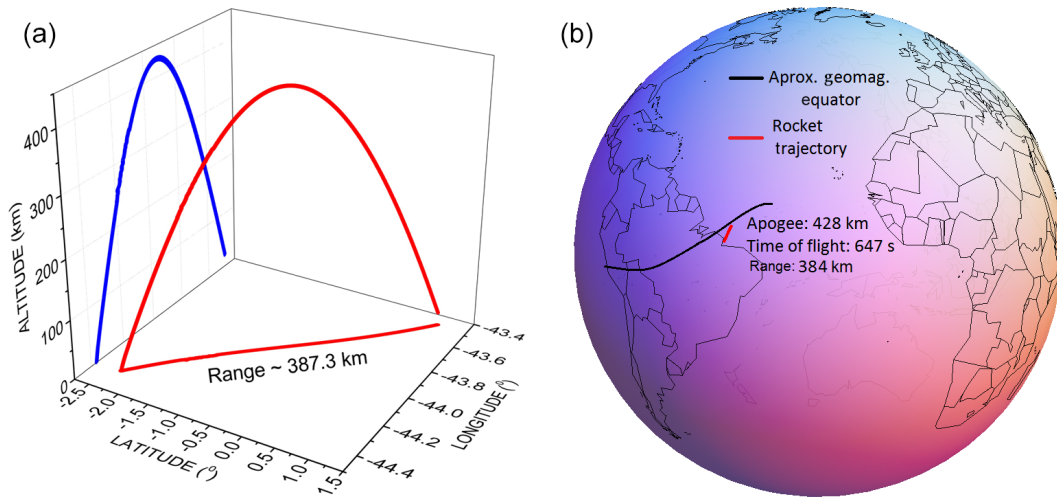 (a)
ALTITUDE (km)
400
300
200
100
0
Range ~ 387.3 km
-2.5
-2.0
-1.5
-1.0
-0.5
0.0
0.5
1.0
1.5
LATITUDE (º)
-43.4
-43.6
-43.8
-44.0
-44.2
-44.4
LONGITUDE (º)
(b)
Aprox. geomag.
equator
Rocket
trajectory
Apogee: 428 km
Time of flight: 647 s
Range: 384 km